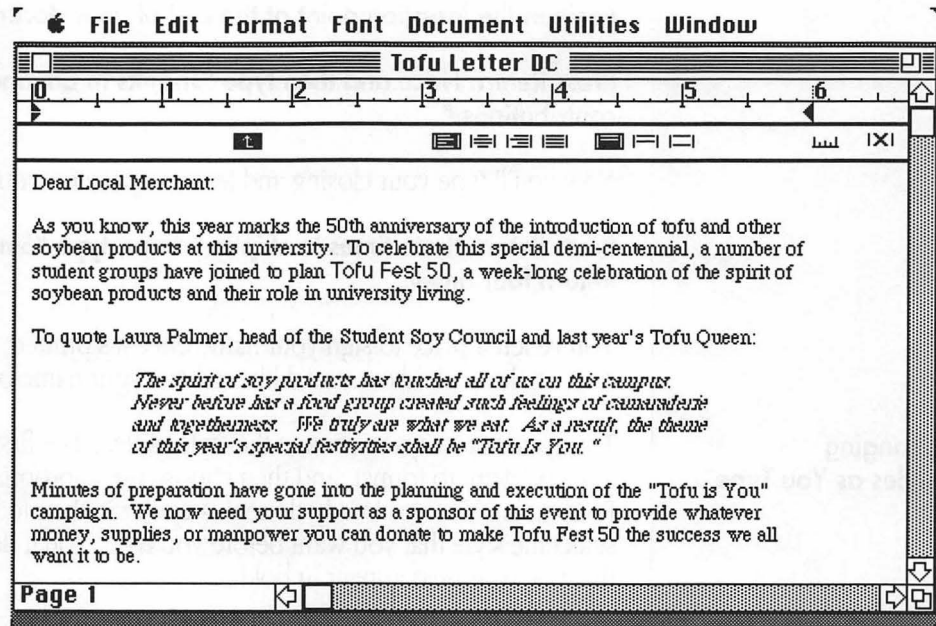 File Edit Format Font Document Utilities Window
Tofu Letter DC
0 1 2 3 4 5 6
Dear Local Merchant:
As you know, this year marks the 50th anniversary of the introduction of tofu and other
soybean products at this university. To celebrate this special demi-centennial, a number of
student groups have joined to plan Tofu Fest 50, a week-long celebration of the spirit of
soybean products and their role in university living.
To quote Laura Palmer, head of the Student Soy Council and last year's Tofu Queen:
The spirit of soy products has touched all of us on this campus.
Never before has a food group created such feelings of camaraderie
and togetherness. We truly are what we eat. As a result, the theme
of this year's special festivities shall be "Tofu Is You."
Minutes of preparation have gone into the planning and execution of the "Tofu is You"
campaign. We now need your support as a sponsor of this event to provide whatever
money, supplies, or manpower you can donate to make Tofu Fest 50 the success we all
want it to be.
Page 1